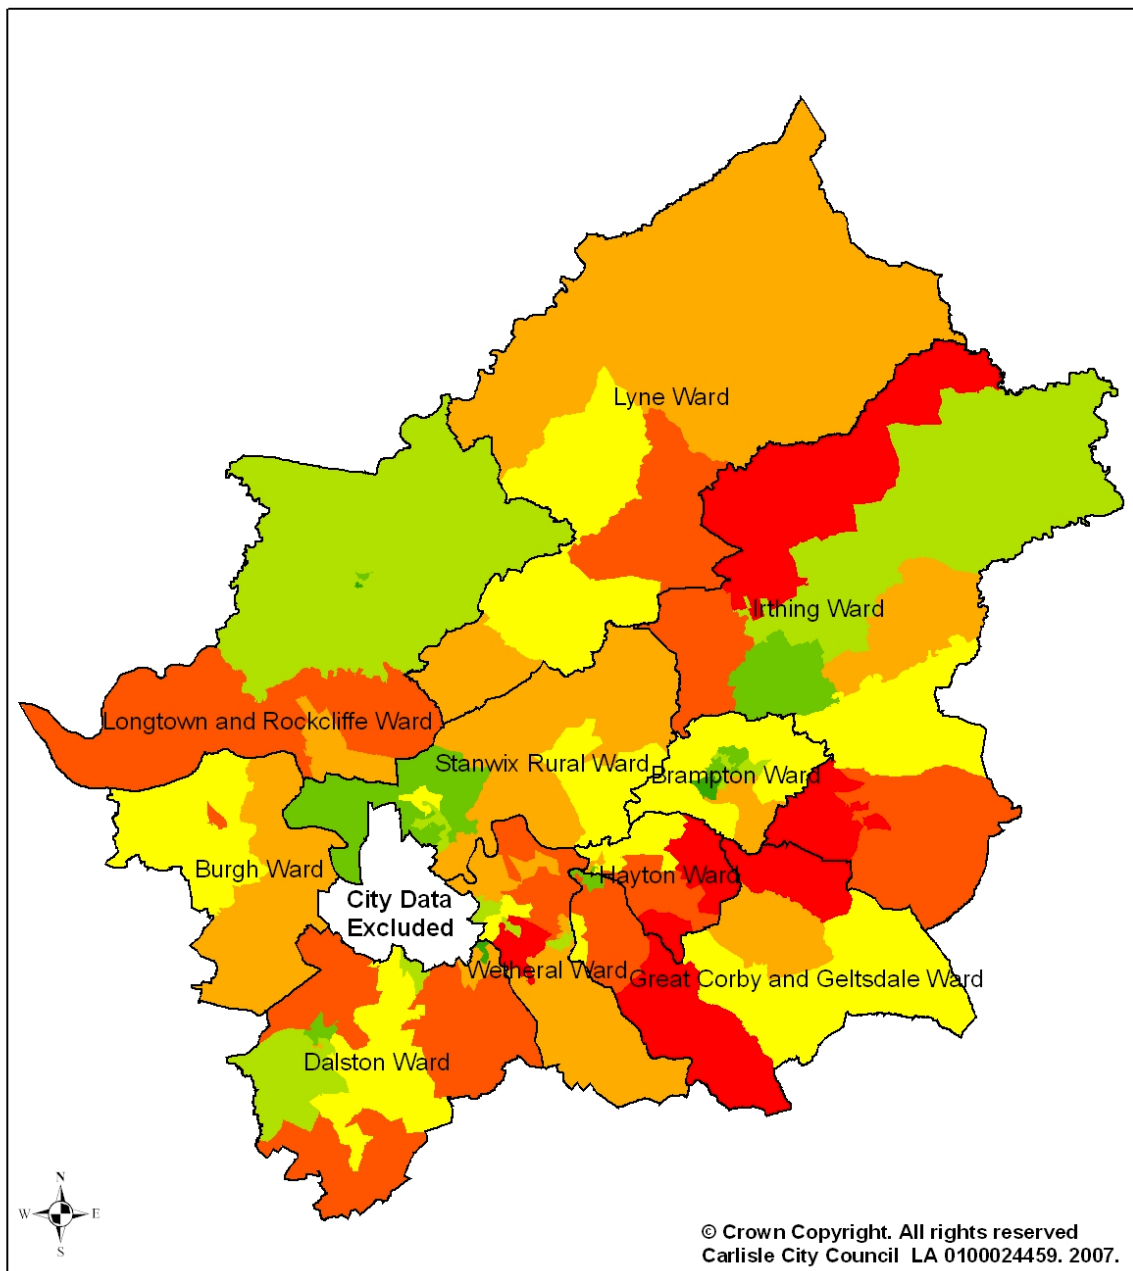 Lyne Ward
Irthing Ward
Longtown and Rockcliffe Ward
Stanwix Rural Ward
Brampton Ward
Burgh Ward
Hayton Ward
City Data
Excluded
Wetheral Ward
Great Corby and Geltsdale Ward
Dalston Ward
N
W
E
S
© Crown Copyright. All rights reserved
Carlisle City Council LA 0100024459. 2007.